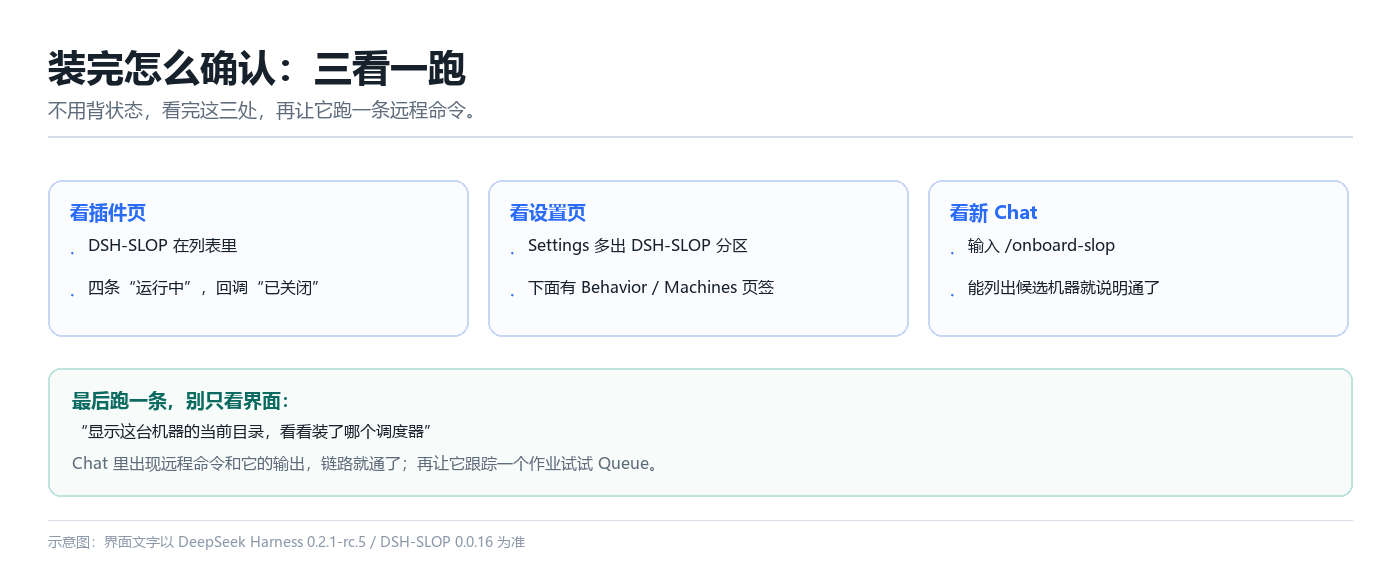 装完怎么确认：三看一跑
不用背状态，看完这三处，再让它跑一条远程命令。
看插件页
· DSH-SLOP 在列表里
· 四条“运行中”，回调“已关闭”
看设置页
· Settings 多出 DSH-SLOP 分区
· 下面有 Behavior / Machines 页签
看新 Chat
· 输入 /onboard-slop
· 能列出候选机器就说明通了
最后跑一条，别只看界面：
“显示这台机器的当前目录，看看装了哪个调度器”
Chat 里出现远程命令和它的输出，链路就通了；再让它跟踪一个作业试试 Queue。
示意图：界面文字以 DeepSeek Harness 0.2.1-rc.5 / DSH-SLOP 0.0.16 为准